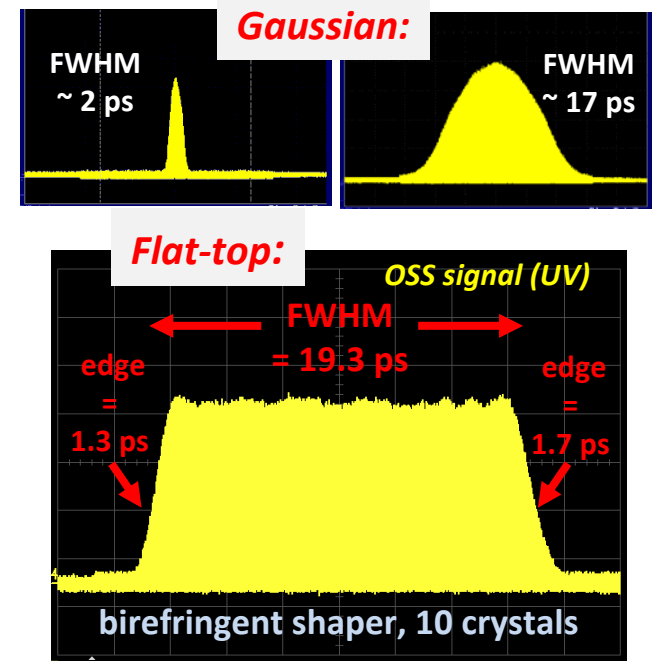 Gaussian:
FWHM
~ 2 ps
FWHM
~ 17 ps
Flat-top:
OSS signal (UV)
FWHM
= 19.3 ps
edge
=
1.3 ps
edge
=
1.7 ps
birefringent shaper, 10 crystals